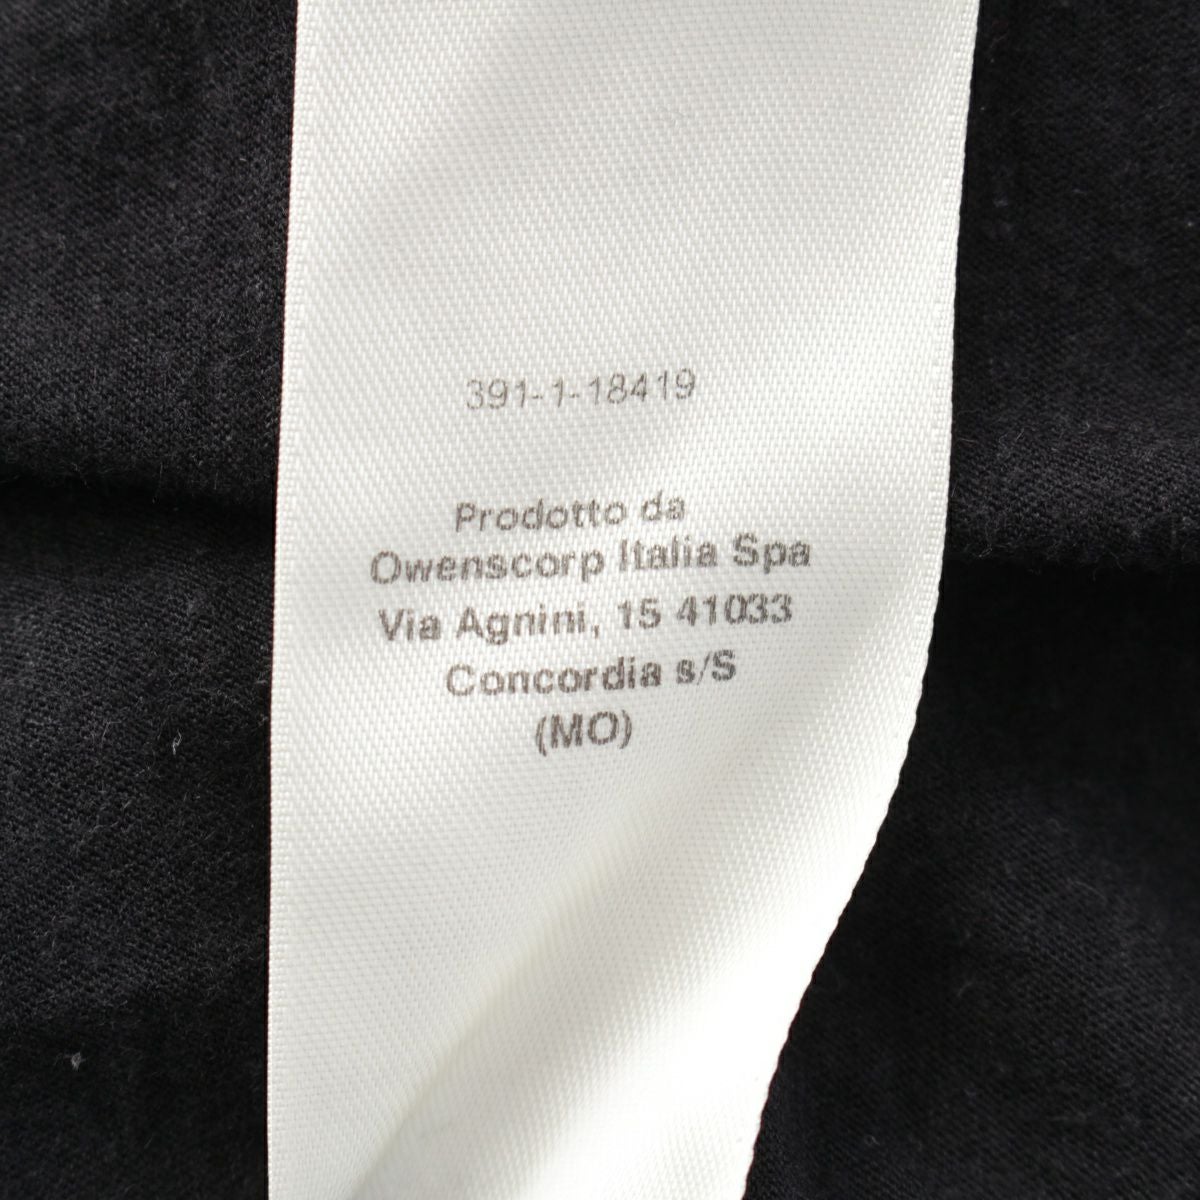 391-1-18419
Prodotto da
Owenscorp Italia Spa
Via Agnini, 15 41033
Concordia s/S
(MO)